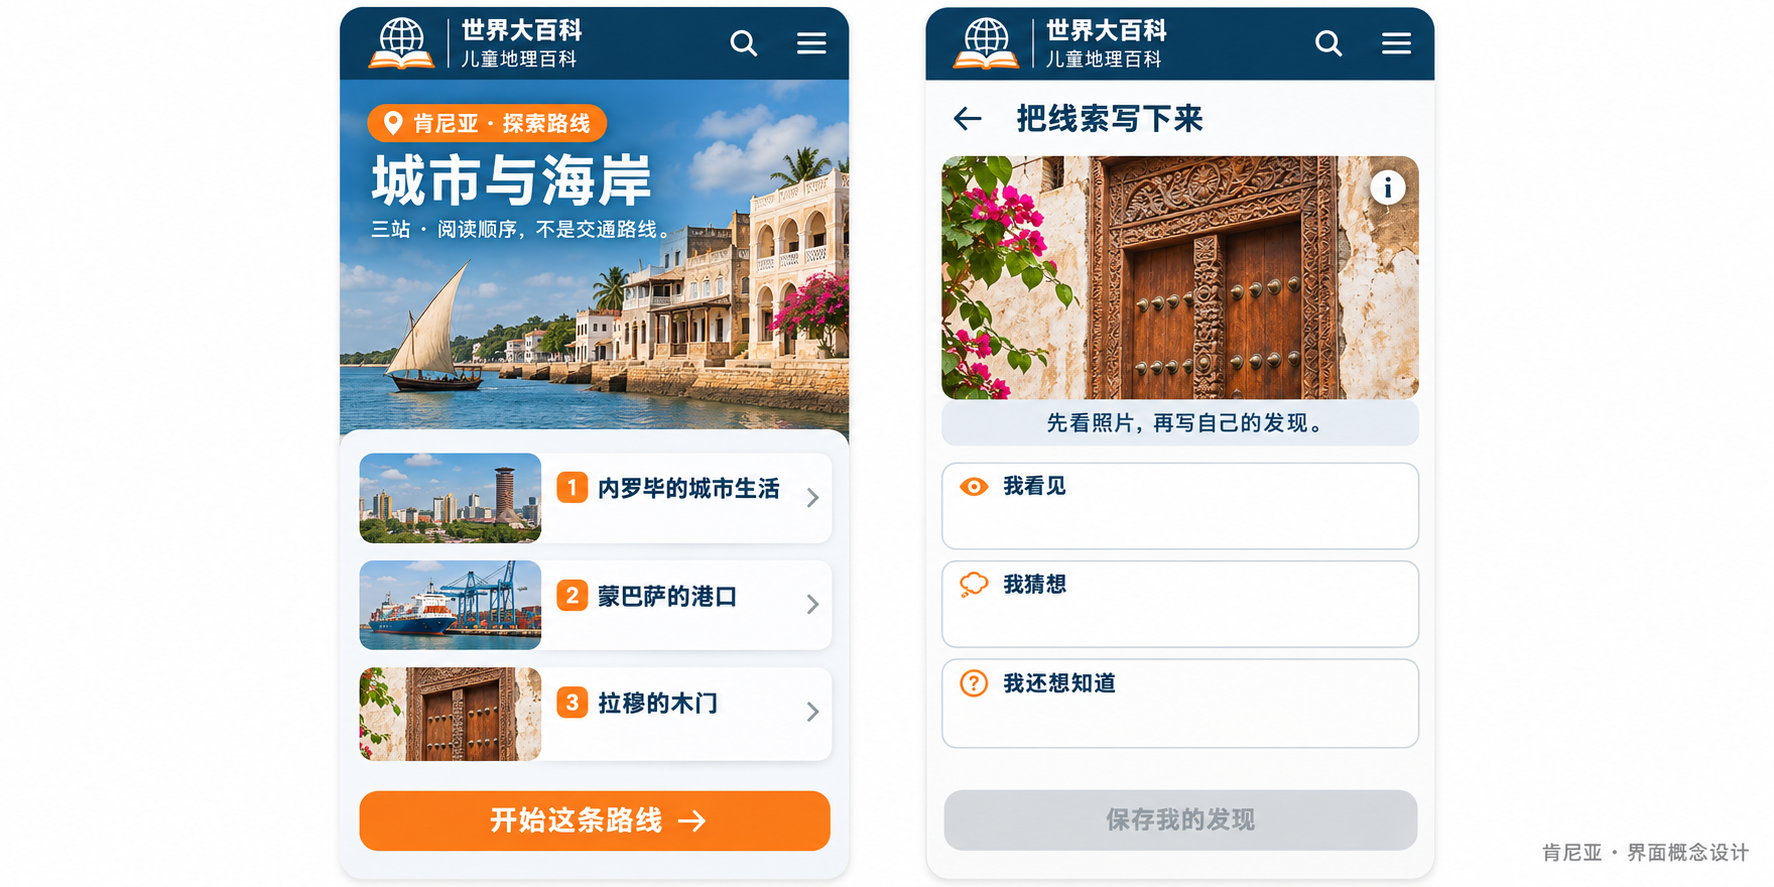 世界大百科
儿童地理百科
肯尼亚 · 探索路线
城市与海岸
三站 · 阅读顺序，不是交通路线。
1 内罗毕的城市生活
2 蒙巴萨的港口
3 拉穆的木门
开始这条路线 →
世界大百科
儿童地理百科
← 把线索写下来
i
先看照片，再写自己的发现。
我看见
我猜想
? 我还想知道
保存我的发现
肯尼亚 · 界面概念设计